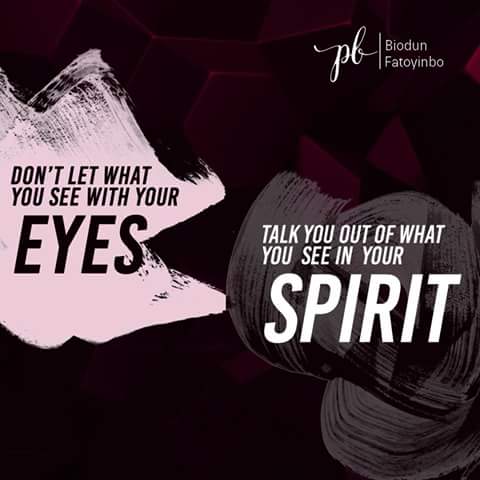 pb
Biodun
Fatoyinbo
DON'T LET WHAT
YOU SEE WITH YOUR
EYES
TALK YOU OUT OF WHAT
YOU SEE IN YOUR
SPIRIT